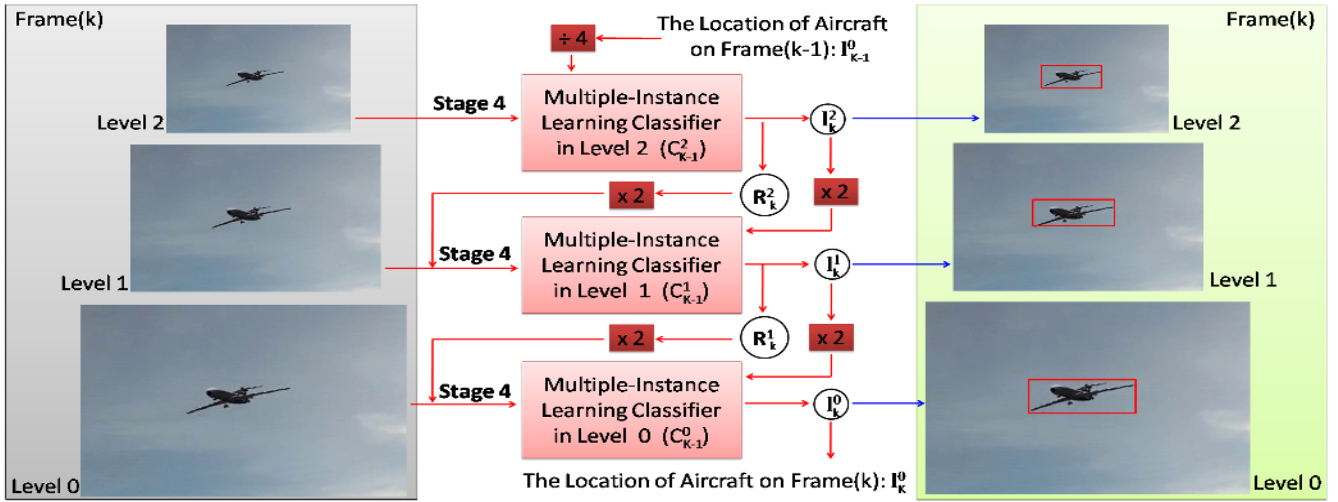 Frame(k)
Level 2
Level 1
Level 0
The Location of Aircraft
on Frame(k-1): I⁰K-1
÷ 4
Stage 4
Multiple-Instance
Learning Classifier
in Level 2 (C²K-1)
I²k
R²k
x 2
x 2
Stage 4
Multiple-Instance
Learning Classifier
in Level 1 (C¹K-1)
I¹k
R¹k
x 2
x 2
Stage 4
Multiple-Instance
Learning Classifier
in Level 0 (C⁰K-1)
I⁰k
The Location of Aircraft on Frame(k): I⁰K
Frame(k)
Level 2
Level 1
Level 0